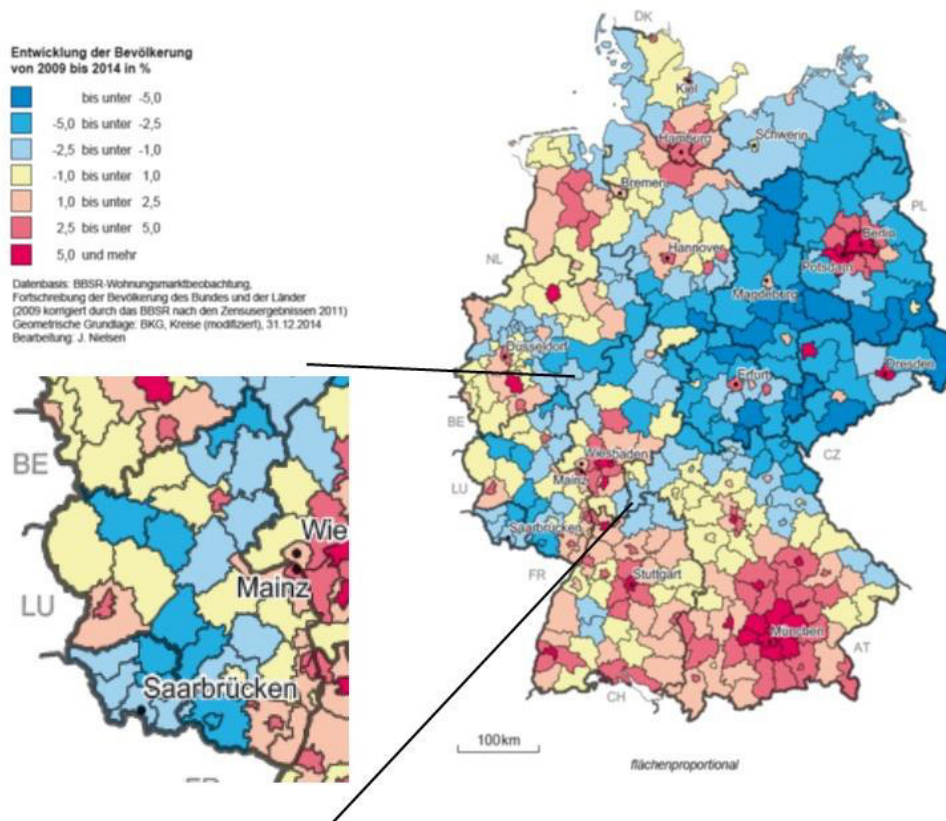 Entwicklung der Bevölkerung
von 2009 bis 2014 in %
bis unter -5,0
-5,0 bis unter -2,5
-2,5 bis unter -1,0
-1,0 bis unter 1,0
1,0 bis unter 2,5
2,5 bis unter 5,0
5,0 und mehr
Datenbasis: BBSR-Wohnungsmarktbeobachtung,
Fortschreibung der Bevölkerung des Bundes und der Länder
(2009 korrigiert durch das BBSR nach den Zensusergebnissen 2011)
Geometrische Grundlage: BKG, Kreise (modifiziert), 31.12.2014
Bearbeitung: J. Nielsen
DK
Kiel
Schwerin
Hamburg
Bremen
PL
Berlin
Hannover
Potsdam
NL
Magdeburg
Düsseldorf
Dresden
Erfurt
BE
Wiesbaden
CZ
Mainz
LU
Saarbrücken
FR
Stuttgart
München
AT
CH
100 km
flächenproportional
BE
Wie
Mainz
LU
Saarbrücken